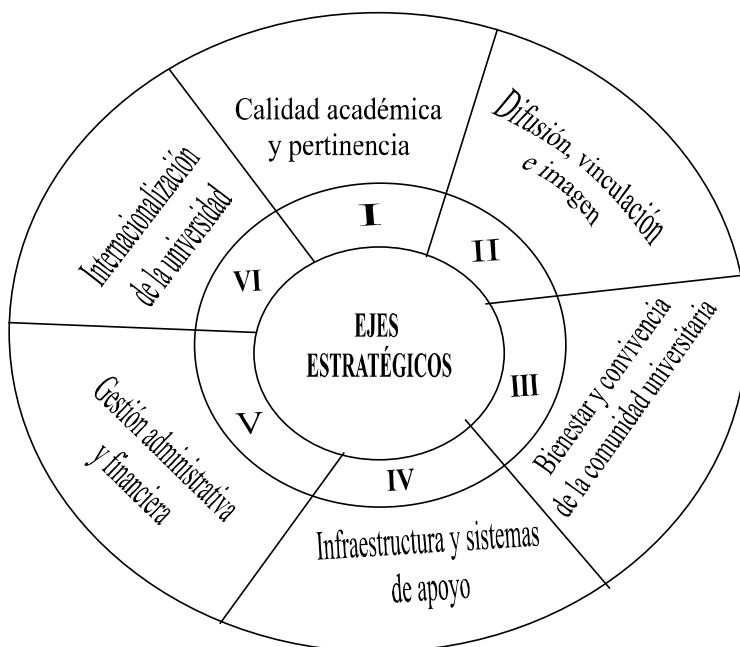 Calidad académica
y pertinencia
I
Difusión, vinculación
e imagen
II
Bienestar y convivencia
de la comunidad universitaria
III
Infraestructura y sistemas
de apoyo
IV
Gestión administrativa
y financiera
V
Internacionalización
de la universidad
VI
EJES
ESTRATÉGICOS